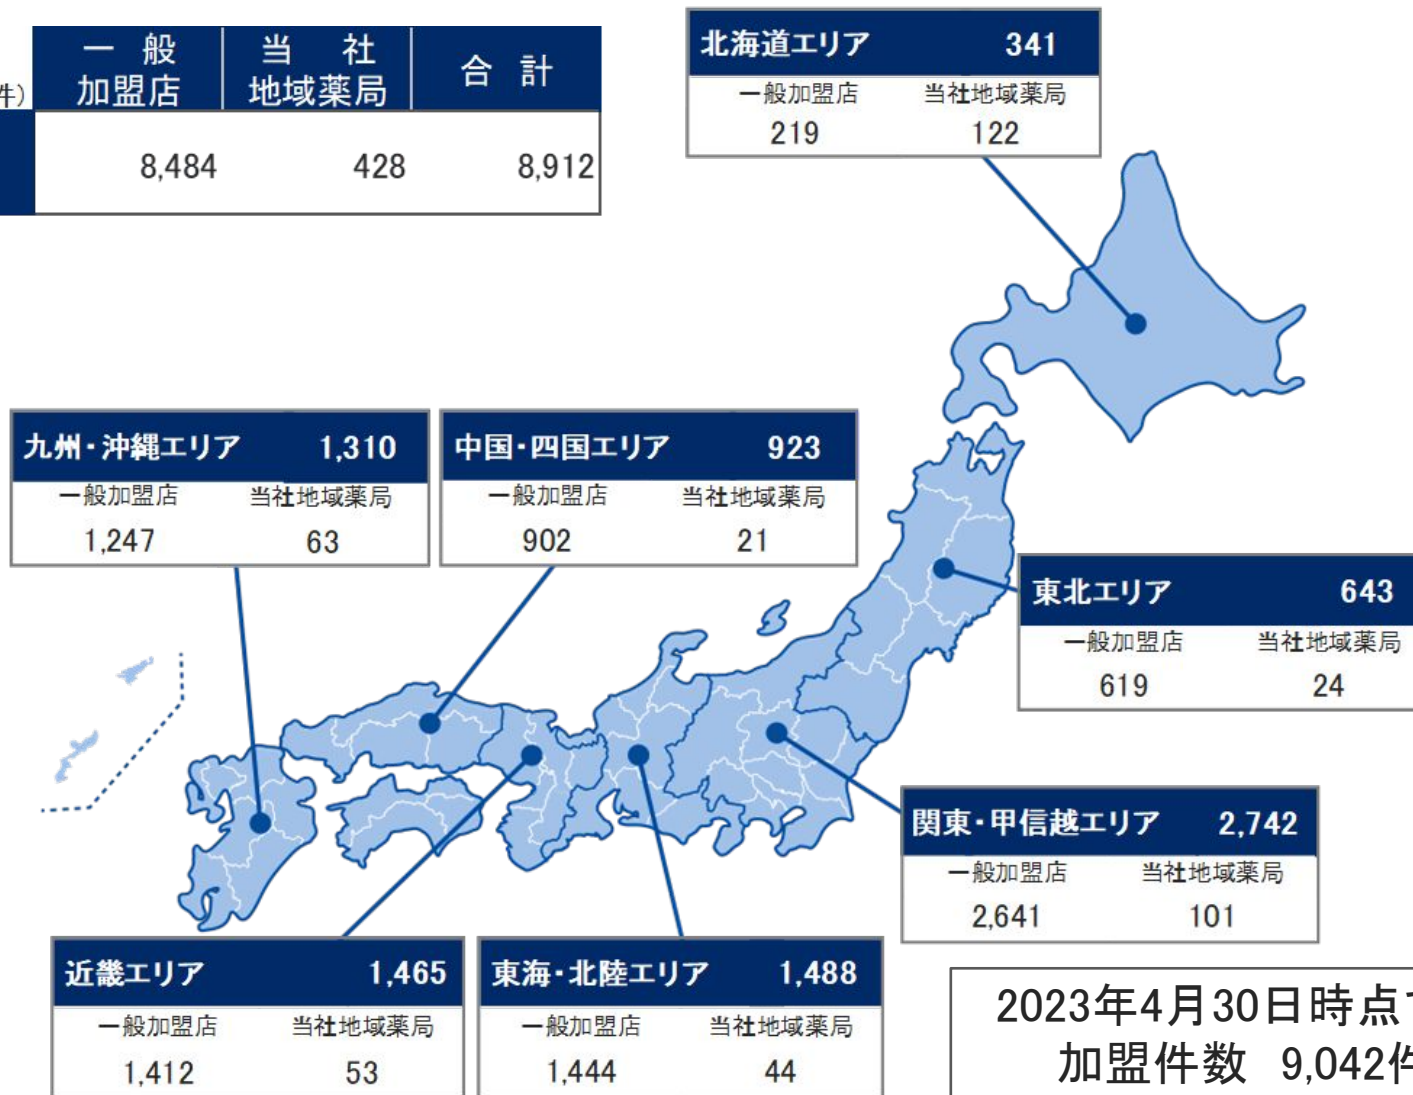 件)
一 般
加盟店
当 社
地域薬局
合 計
8,484 428 8,912
北海道エリア 341
一般加盟店 当社地域薬局
219 122
九州・沖縄エリア 1,310
一般加盟店 当社地域薬局
1,247 63
中国・四国エリア 923
一般加盟店 当社地域薬局
902 21
東北エリア 643
一般加盟店 当社地域薬局
619 24
関東・甲信越エリア 2,742
一般加盟店 当社地域薬局
2,641 101
近畿エリア 1,465
一般加盟店 当社地域薬局
1,412 53
東海・北陸エリア 1,488
一般加盟店 当社地域薬局
1,444 44
2023年4月30日時点
加盟件数 9,042件